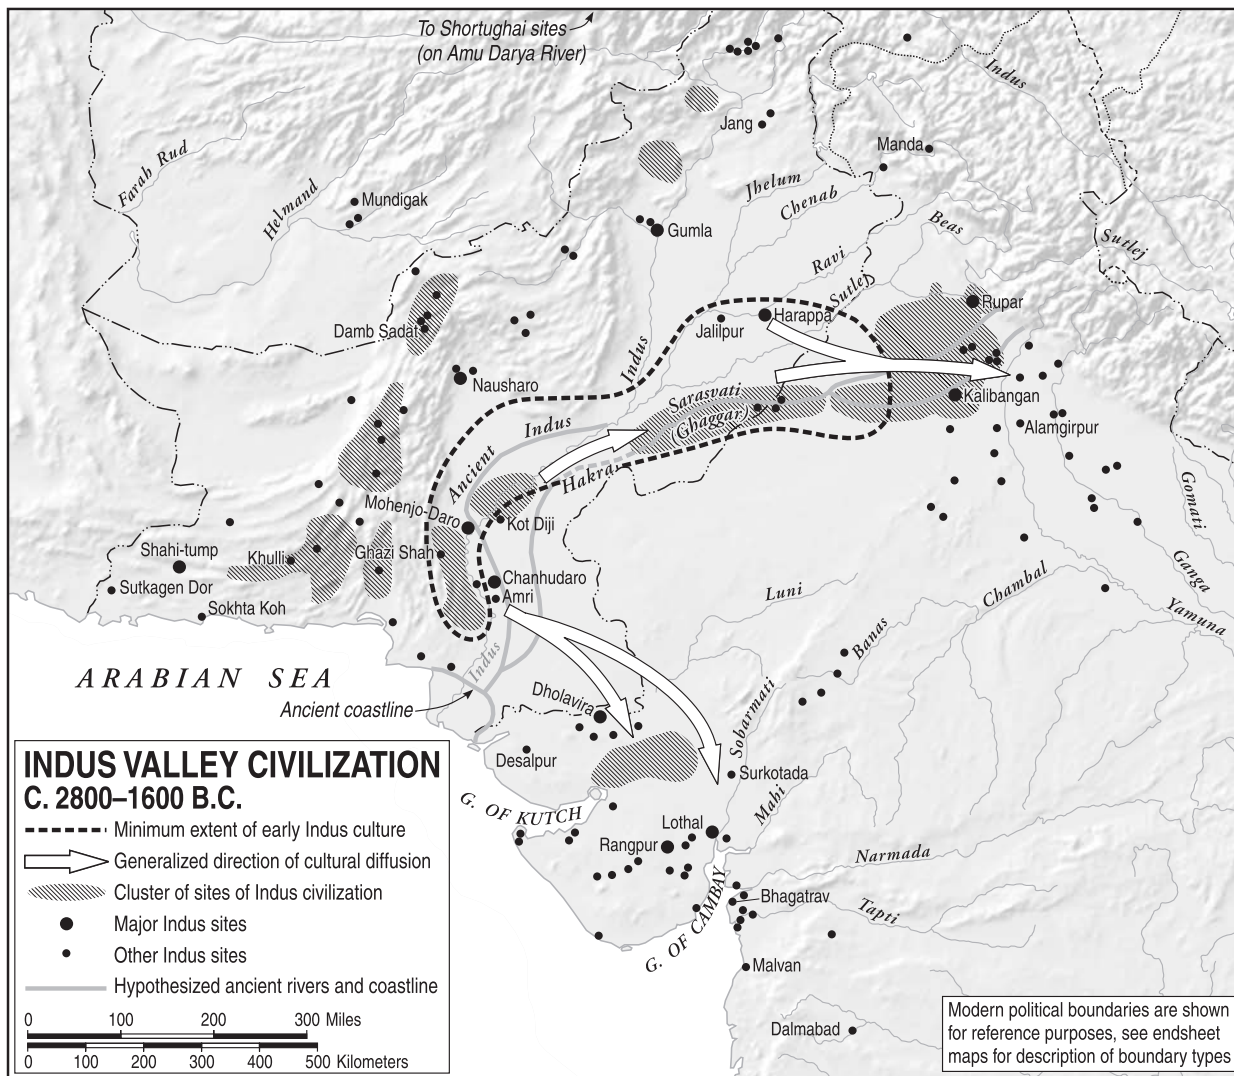 To Shortughai sites
(on Amu Darya River)
Indus
Jang
Manda
Farah Rud
Helmand
Mundigak
Jhelum
Chenab
Beas
Gumla
Sutlej
Ravi
Sutlej
Rupar
Damb Sadat
Jalilpur
Harappa
Indus
Nausharo
Sarasvati
(Ghaggar)
Kalibangan
Alamgirpur
Indus
Ancient
Hakra
Gomati
Mohenjo-Daro
Kot Diji
Shahi-tump
Khulli
Ghazi Shah
Ganga
Sutkagen Dor
Chanhudaro
Amri
Luni
Chambal
Sokhta Koh
Yamuna
Banas
Indus
ARABIAN SEA
Ancient coastline
Dholavira
Sobarmati
Desalpur
Surkotada
Mahi
G. OF KUTCH
Lothal
Rangpur
Narmada
Bhagatrav
Tapti
G. OF CAMBAY
Malvan
Dalmabad
INDUS VALLEY CIVILIZATION
C. 2800–1600 B.C.
Minimum extent of early Indus culture
Generalized direction of cultural diffusion
Cluster of sites of Indus civilization
Major Indus sites
Other Indus sites
Hypothesized ancient rivers and coastline
0 100 200 300 Miles
0 100 200 300 400 500 Kilometers
Modern political boundaries are shown
for reference purposes, see endsheet
maps for description of boundary types